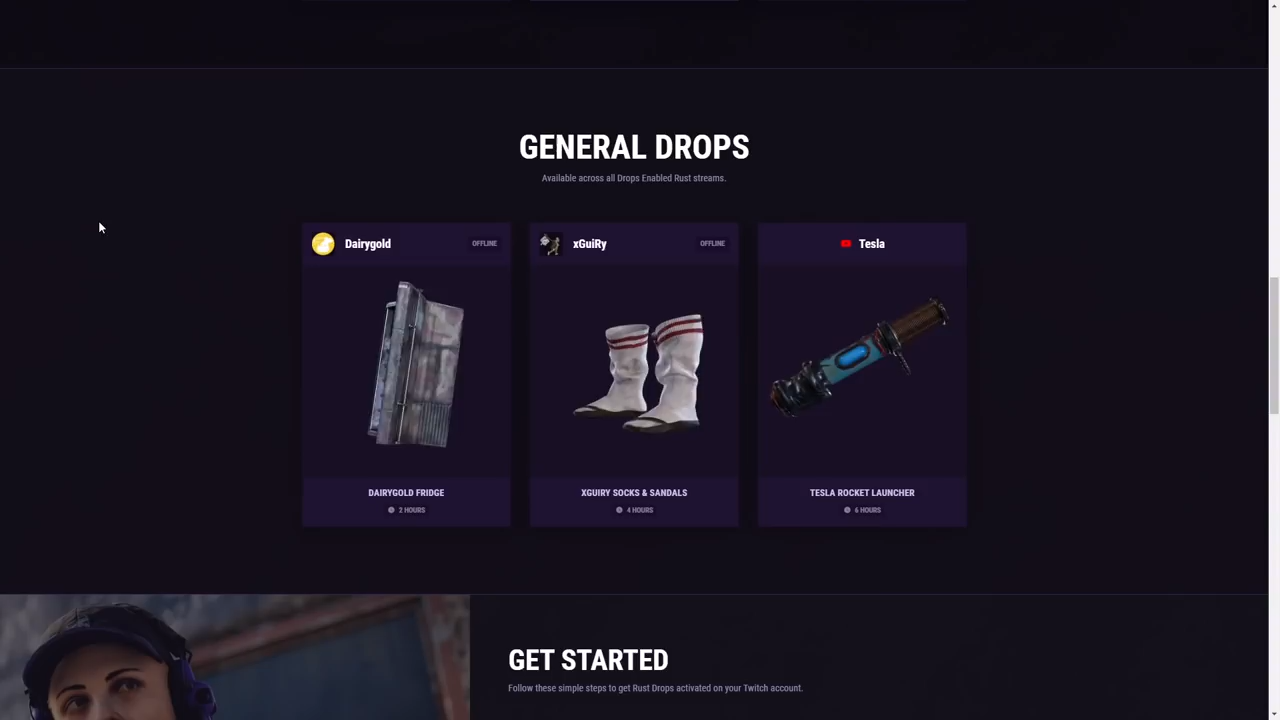 GENERAL DROPS
Available across all Drops Enabled Rust streams.
Dairygold OFFLINE
xGuiRy OFFLINE
Tesla
DAIRYGOLD FRIDGE
2 HOURS
XGUIRY SOCKS & SANDALS
4 HOURS
TESLA ROCKET LAUNCHER
6 HOURS
GET STARTED
Follow these simple steps to get Rust Drops activated on your Twitch account.